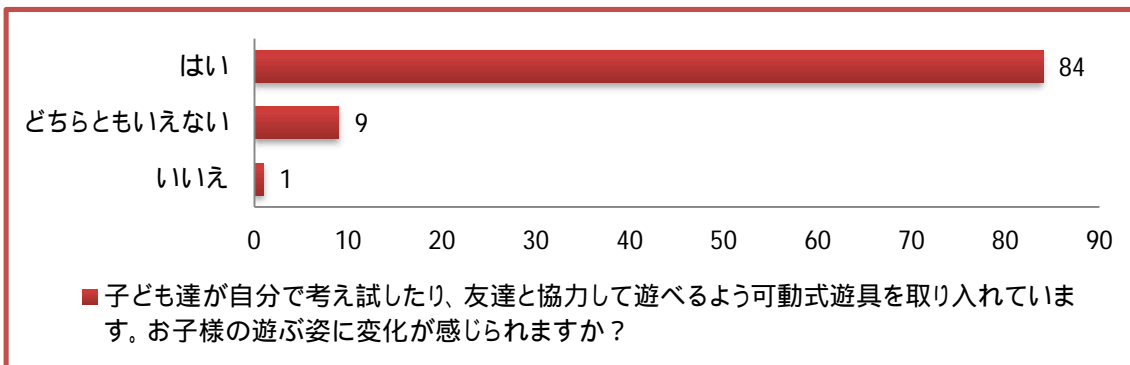 はい 84
どちらともいえない 9
いいえ 1
0 10 20 30 40 50 60 70 80 90
子ども達が自分で考え試したり、友達と協力して遊べるよう可動式遊具を取り入れていま
す。お子様の遊ぶ姿に変化が感じられますか？